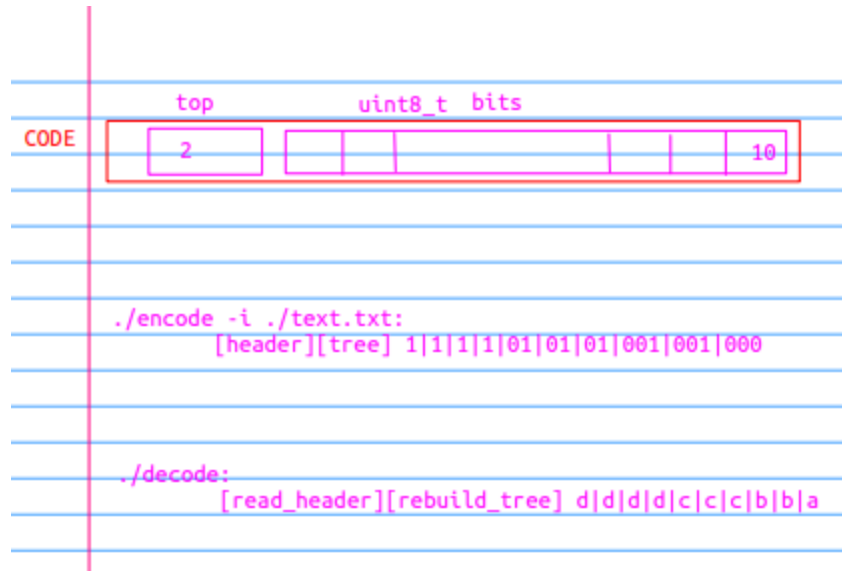 top uint8_t bits
CODE 2 10
./encode -i ./text.txt:
[header][tree] 1|1|1|1|01|01|01|001|001|000
./decode:
[read_header][rebuild_tree] d|d|d|d|c|c|c|b|b|a